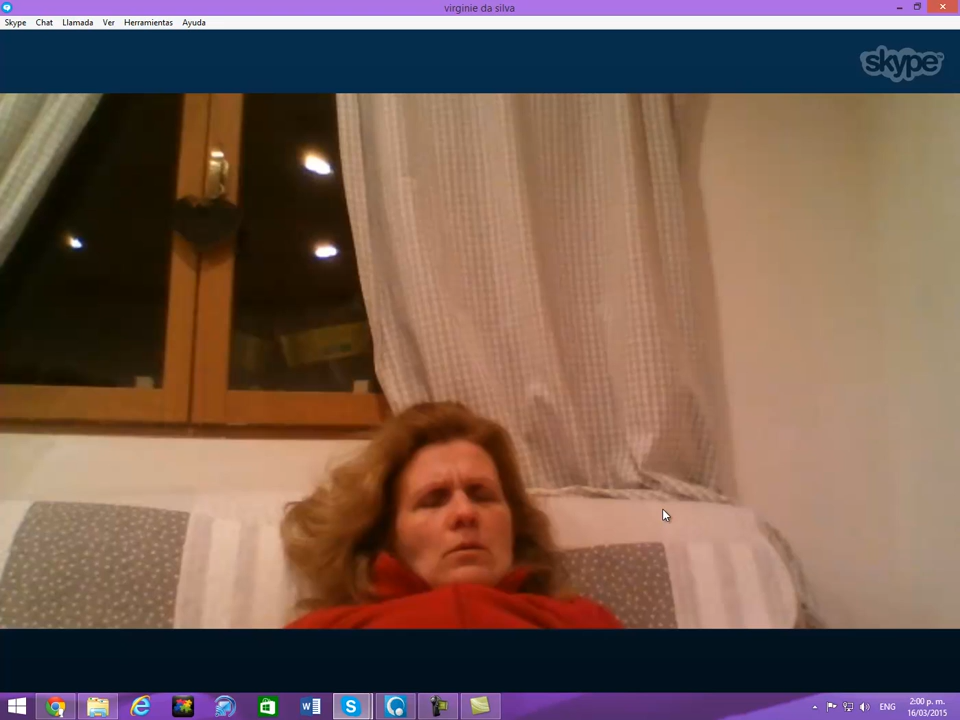 virginie da silva
Skype Chat Llamada Ver Herramientas Ayuda
skype
ENG
2:00 p. m.
16/03/2015